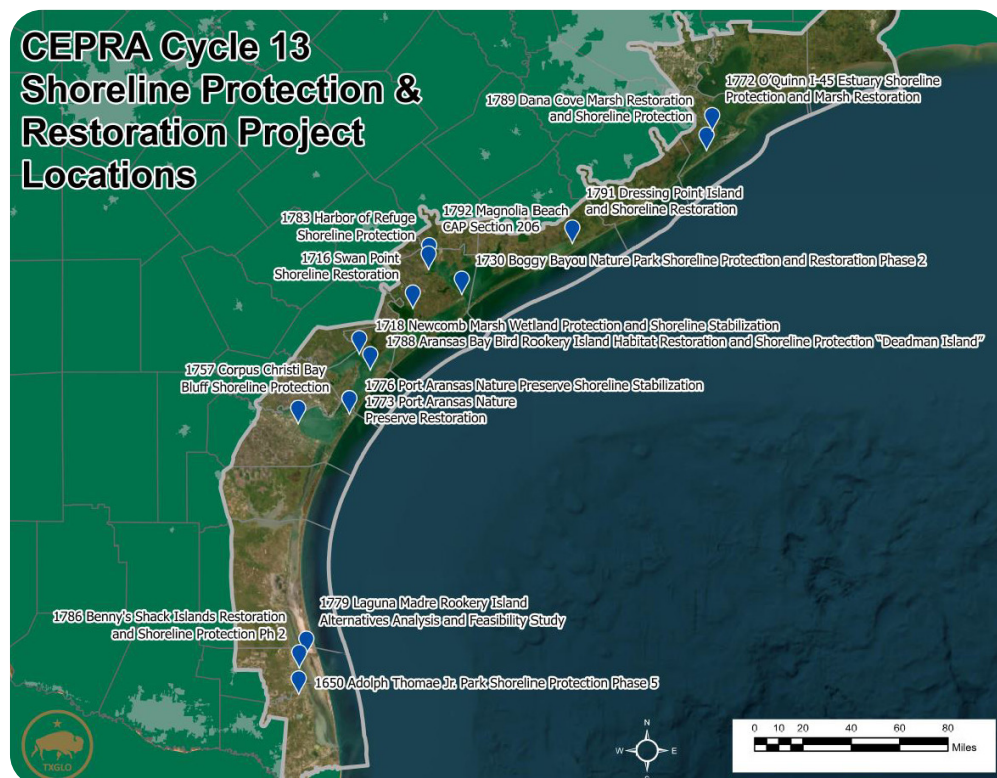 CEPRA Cycle 13
Shoreline Protection &
Restoration Project
Locations
1772 O'Quinn I-45 Estuary Shoreline
Protection and Marsh Restoration
1789 Dana Cove Marsh Restoration
and Shoreline Protection
1791 Dressing Point Island
and Shoreline Restoration
1792 Magnolia Beach
CAP Section 206
1783 Harbor of Refuge
Shoreline Protection
1716 Swan Point
Shoreline Restoration
1730 Boggy Bayou Nature Park Shoreline Protection and Restoration Phase 2
1718 Newcomb Marsh Wetland Protection and Shoreline Stabilization
1788 Aransas Bay Bird Rookery Island Habitat Restoration and Shoreline Protection "Deadman Island"
1757 Corpus Christi Bay
Bluff Shoreline Protection
1776 Port Aransas Nature Preserve Shoreline Stabilization
1773 Port Aransas Nature
Preserve Restoration
1779 Laguna Madre Rookery Island
Alternatives Analysis and Feasibility Study
1786 Benny's Shack Islands Restoration
and Shoreline Protection Ph 2
1650 Adolph Thomae Jr. Park Shoreline Protection Phase 5
TXGLO
N
W E
S
0 10 20 40 60 80
Miles